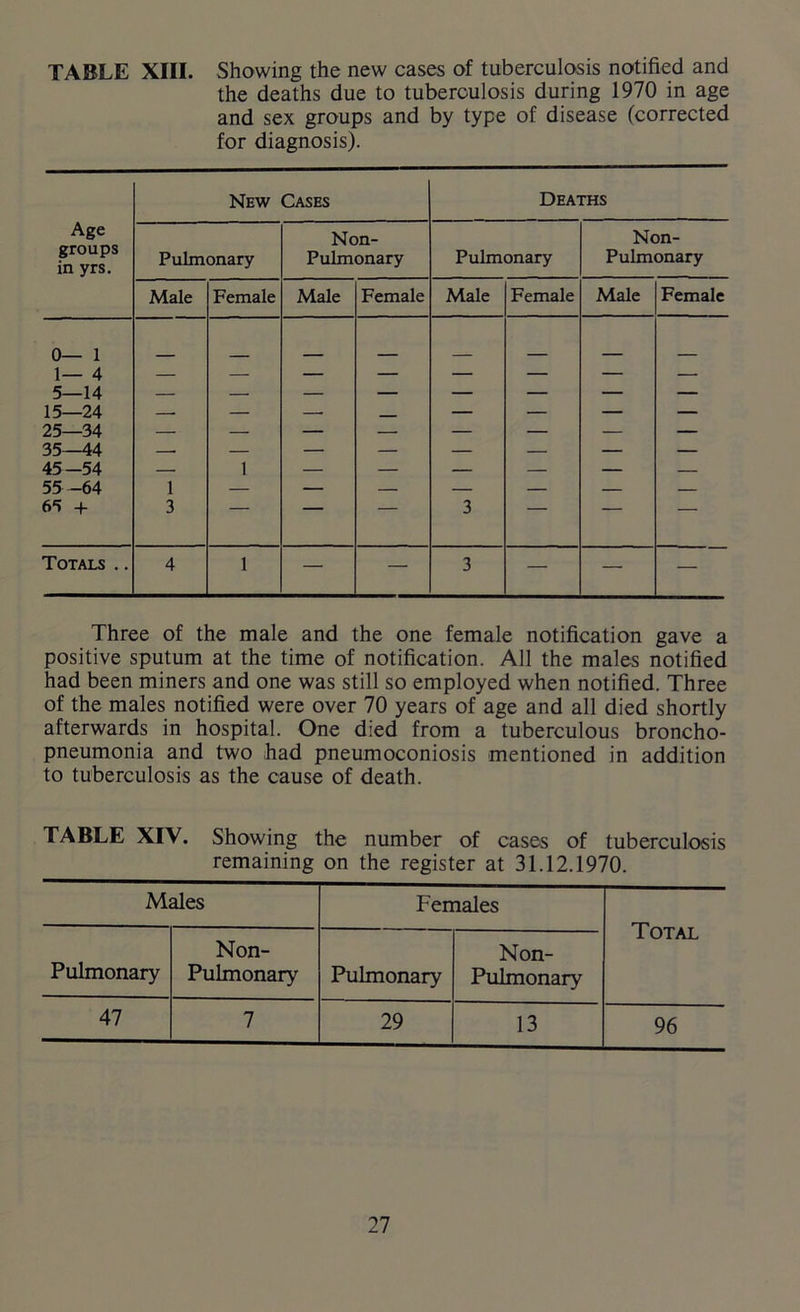 TABLE XIII. Showing the new cases of tuberculosis notified and
the deaths due to tuberculosis during 1970 in age
and sex groups and by type of disease (corrected
for diagnosis).
Age groups in yrs. | New Cases | Deaths
Pulmonary | Non-Pulmonary | Pulmonary | Non-Pulmonary
Male | Female | Male | Female | Male | Female | Male | Female
0— 1 — — — — — — — —
1— 4 — — — — — — — —
5—14 — — — — — — — —
15—24 — — — — — — — —
25—34 — — — — — — — —
35—44 — — — — — — — —
45—54 — 1 — — — — — —
55—64 1 — — — — — — —
65 + 3 — — — 3 — — —
Totals .. 4 1 — — 3 — — —
Three of the male and the one female notification gave a
positive sputum at the time of notification. All the males notified
had been miners and one was still so employed when notified. Three
of the males notified were over 70 years of age and all died shortly
afterwards in hospital. One died from a tuberculous broncho-
pneumonia and two had pneumoconiosis mentioned in addition
to tuberculosis as the cause of death.
TABLE XIV. Showing the number of cases of tuberculosis
remaining on the register at 31.12.1970.
Males | Females | Total
Pulmonary | Non-Pulmonary | Pulmonary | Non-Pulmonary
47 | 7 | 29 | 13 | 96
27